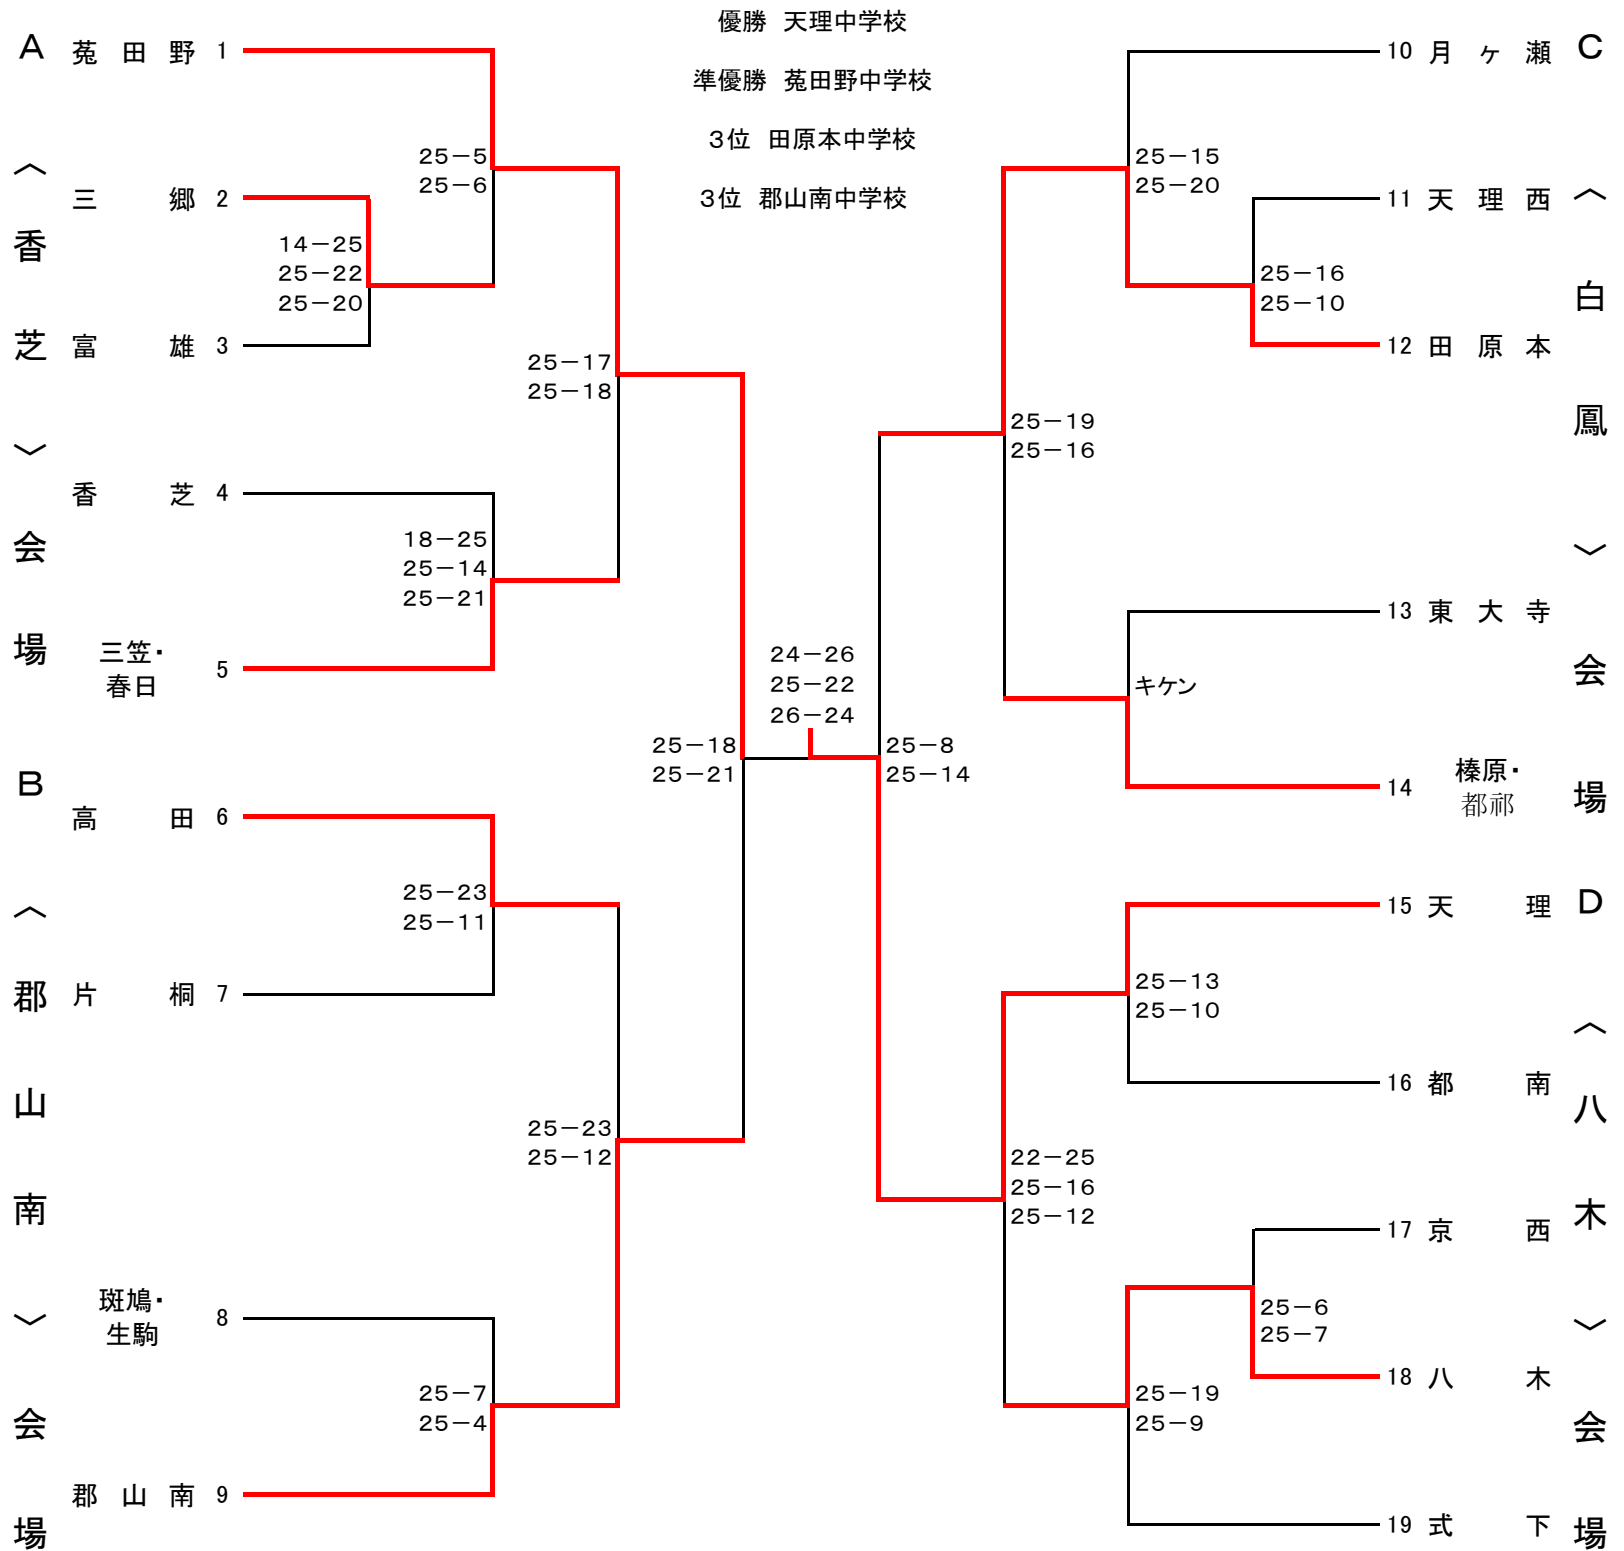 優勝 天理中学校
準優勝 菟田野中学校
3位 田原本中学校
3位 郡山南中学校
A
〈香芝〉会場
菟田野 1
三郷 2
富雄 3
香芝 4
三笠・
春日
5
25-5
25-6
14-25
25-22
25-20
25-17
25-18
18-25
25-14
25-21
B
〈郡山南〉会場
高田 6
片桐 7
斑鳩・
生駒
8
郡山南 9
25-23
25-11
25-23
25-12
25-7
25-4
25-18
25-21
24-26
25-22
26-24
25-8
25-14
C
〈白鳳〉会場
10 月ヶ瀬
11 天理西
12 田原本
13 東大寺
14
榛原・
都祁
25-15
25-20
25-16
25-10
25-19
25-16
キケン
D
〈八木〉会場
15 天理
16 都南
17 京西
18 八木
19 式下
25-13
25-10
22-25
25-16
25-12
25-6
25-7
25-19
25-9